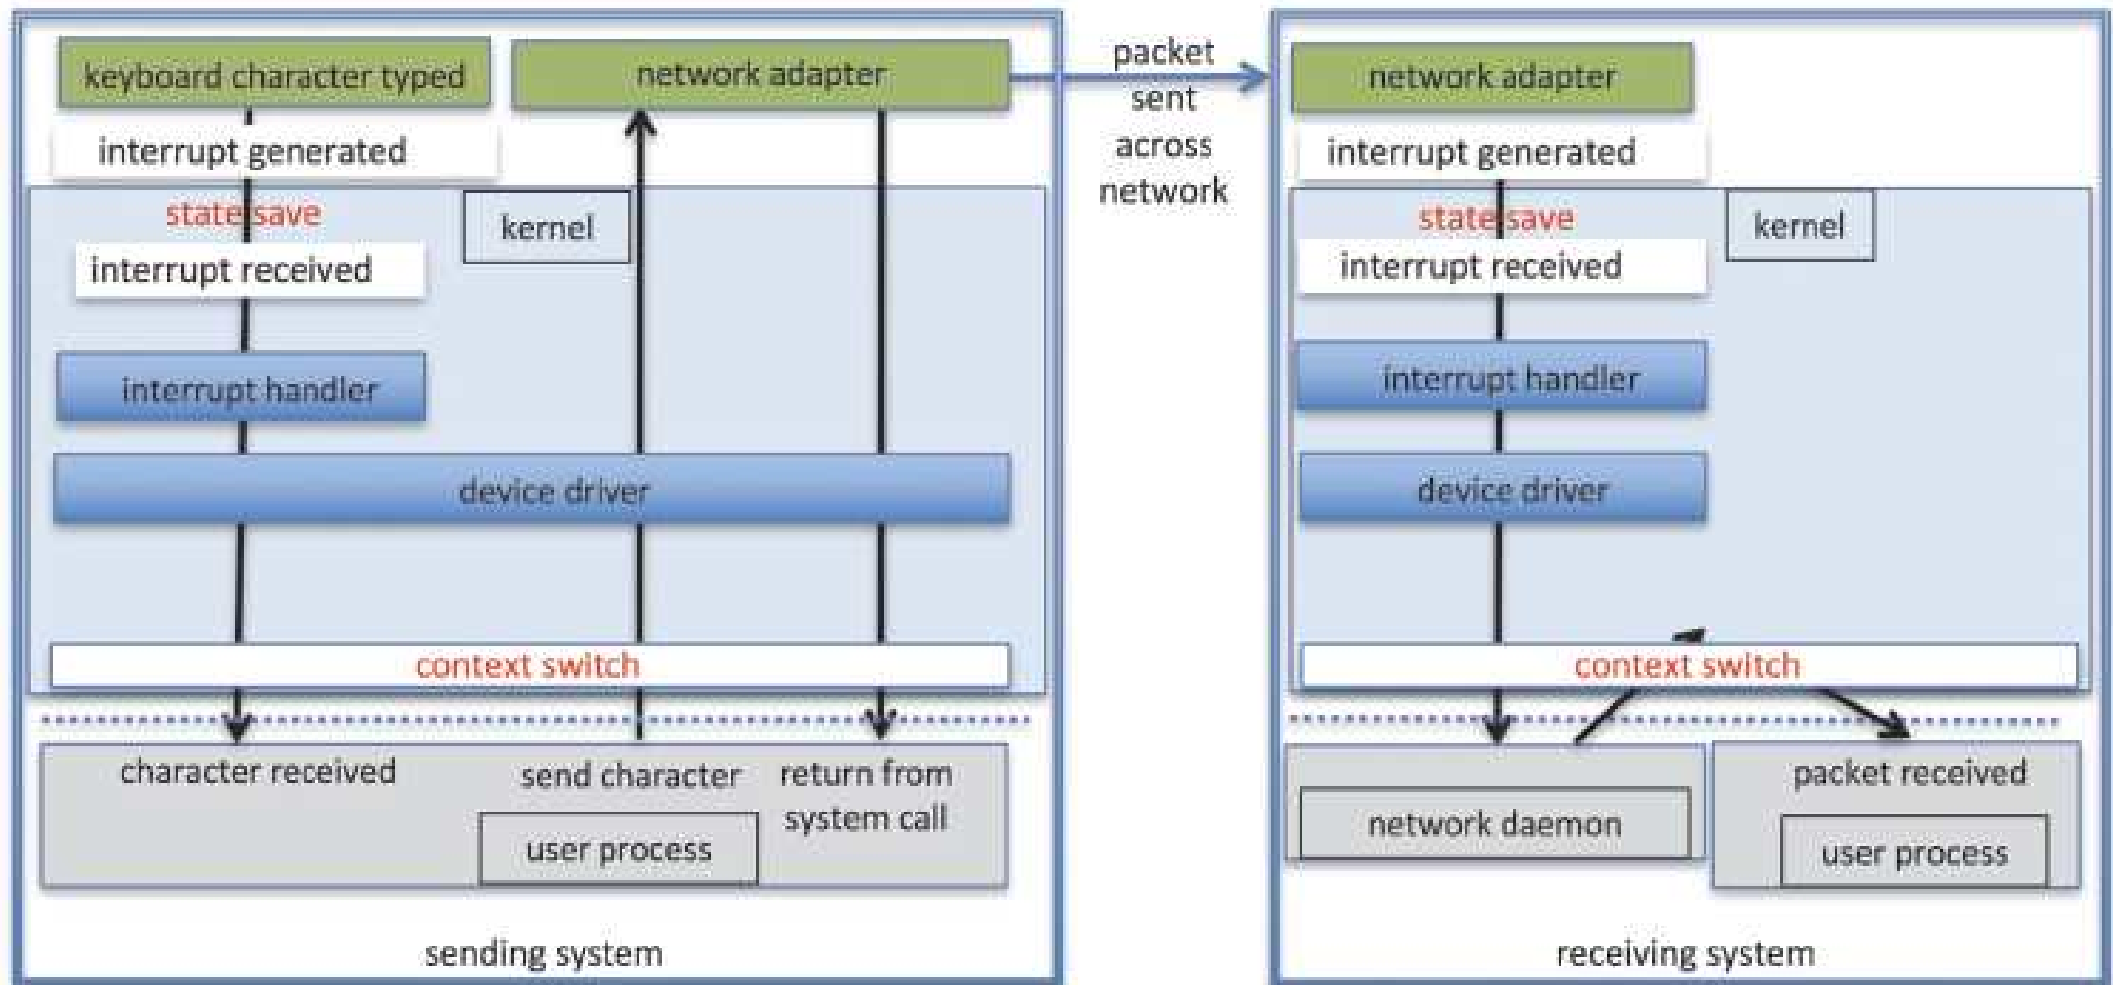 keyboard character typed
network adapter
interrupt generated
state save
kernel
interrupt received
interrupt handler
device driver
context switch
character received
send character
return from
system call
user process
sending system
packet
sent
across
network
network adapter
interrupt generated
state save
kernel
interrupt received
interrupt handler
device driver
context switch
network daemon
packet received
user process
receiving system